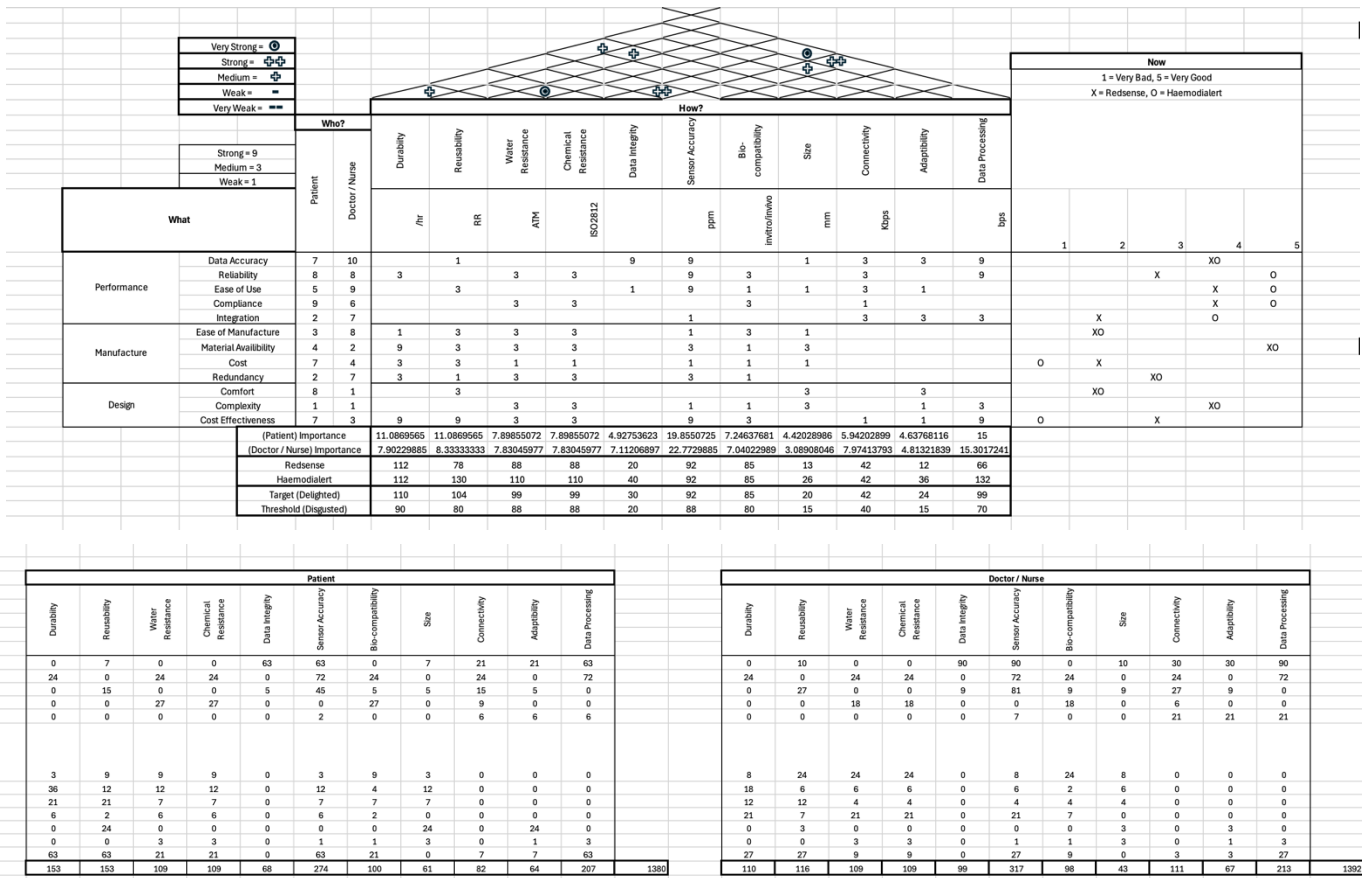 Very Strong =
Strong =
Medium =
Weak =
Very Weak =
Now
1 = Very Bad, 5 = Very Good
X = Redsense, O = Haemodialert
How?
Who?
Strong = 9
Medium = 3
Weak = 1
What
Patient
Doctor / Nurse
Durability
Reusability
Water Resistance
Chemical Resistance
Data Integrity
Sensor Accuracy
Bio-compatibility
Size
Connectivity
Adaptibility
Data Processing
/hr RR ATM ISO2812 ppm invitro/invivo mm Kbps bps 1 2 3 4 5
Performance
Data Accuracy 7 10 1 9 9 1 3 3 9 XO
Reliability 8 8 3 3 3 9 3 3 9 X O
Ease of Use 5 9 3 1 9 1 1 3 1 X O
Compliance 9 6 3 3 3 1 X O
Integration 2 7 1 3 3 3 X O
Manufacture
Ease of Manufacture 3 8 1 3 3 3 1 3 1 XO
Material Availibility 4 2 9 3 3 3 3 1 3 XO
Cost 7 4 3 3 1 1 1 1 1 O X
Redundancy 2 7 3 1 3 3 3 1 XO
Design
Comfort 8 1 3 3 3 XO
Complexity 1 1 3 3 1 1 3 1 3 XO
Cost Effectiveness 7 3 9 9 3 3 9 3 1 1 9 O X
(Patient) Importance 11.0869565 11.0869565 7.89855072 7.89855072 4.92753623 19.8550725 7.24637681 4.42028986 5.94202899 4.63768116 15
(Doctor / Nurse) Importance 7.90229885 8.33333333 7.83045977 7.83045977 7.11206897 22.7729885 7.04022989 3.08908046 7.97413793 4.81321839 15.3017241
Redsense 112 78 88 88 20 92 85 13 42 12 66
Haemodialert 112 130 110 110 40 92 85 26 42 36 132
Target (Delighted) 110 104 99 99 30 92 85 20 42 24 99
Threshold (Disgusted) 90 80 88 88 20 88 80 15 40 15 70
Patient
Durability
Reusability
Water Resistance
Chemical Resistance
Data Integrity
Sensor Accuracy
Bio-compatibility
Size
Connectivity
Adaptibility
Data Processing
0 7 0 0 63 63 0 7 21 21 63
24 0 24 24 0 72 24 0 24 0 72
0 15 0 0 5 45 5 5 15 5 0
0 0 27 27 0 0 27 0 9 0 0
0 0 0 0 0 2 0 0 6 6 6
3 9 9 9 0 3 9 3 0 0 0
36 12 12 12 0 12 4 12 0 0 0
21 21 7 7 0 7 7 7 0 0 0
6 2 6 6 0 6 2 0 0 0 0
0 24 0 0 0 0 0 24 0 24 0
0 0 3 3 0 1 1 3 0 1 3
63 63 21 21 0 63 21 0 7 7 63
153 153 109 109 68 274 100 61 82 64 207 1380
Doctor / Nurse
Durability
Reusability
Water Resistance
Chemical Resistance
Data Integrity
Sensor Accuracy
Bio-compatibility
Size
Connectivity
Adaptibility
Data Processing
0 10 0 0 90 90 0 10 30 30 90
24 0 24 24 0 72 24 0 24 0 72
0 27 0 0 9 81 9 9 27 9 0
0 0 18 18 0 0 18 0 6 0 0
0 0 0 0 0 7 0 0 21 21 21
8 24 24 24 0 8 24 8 0 0 0
18 6 6 6 0 6 2 6 0 0 0
12 12 4 4 0 4 4 4 0 0 0
21 7 21 21 0 21 7 0 0 0 0
0 3 0 0 0 0 0 3 0 3 0
0 0 3 3 0 1 1 3 0 1 3
27 27 9 9 0 27 9 0 3 3 27
110 116 109 109 99 317 98 43 111 67 213 1392